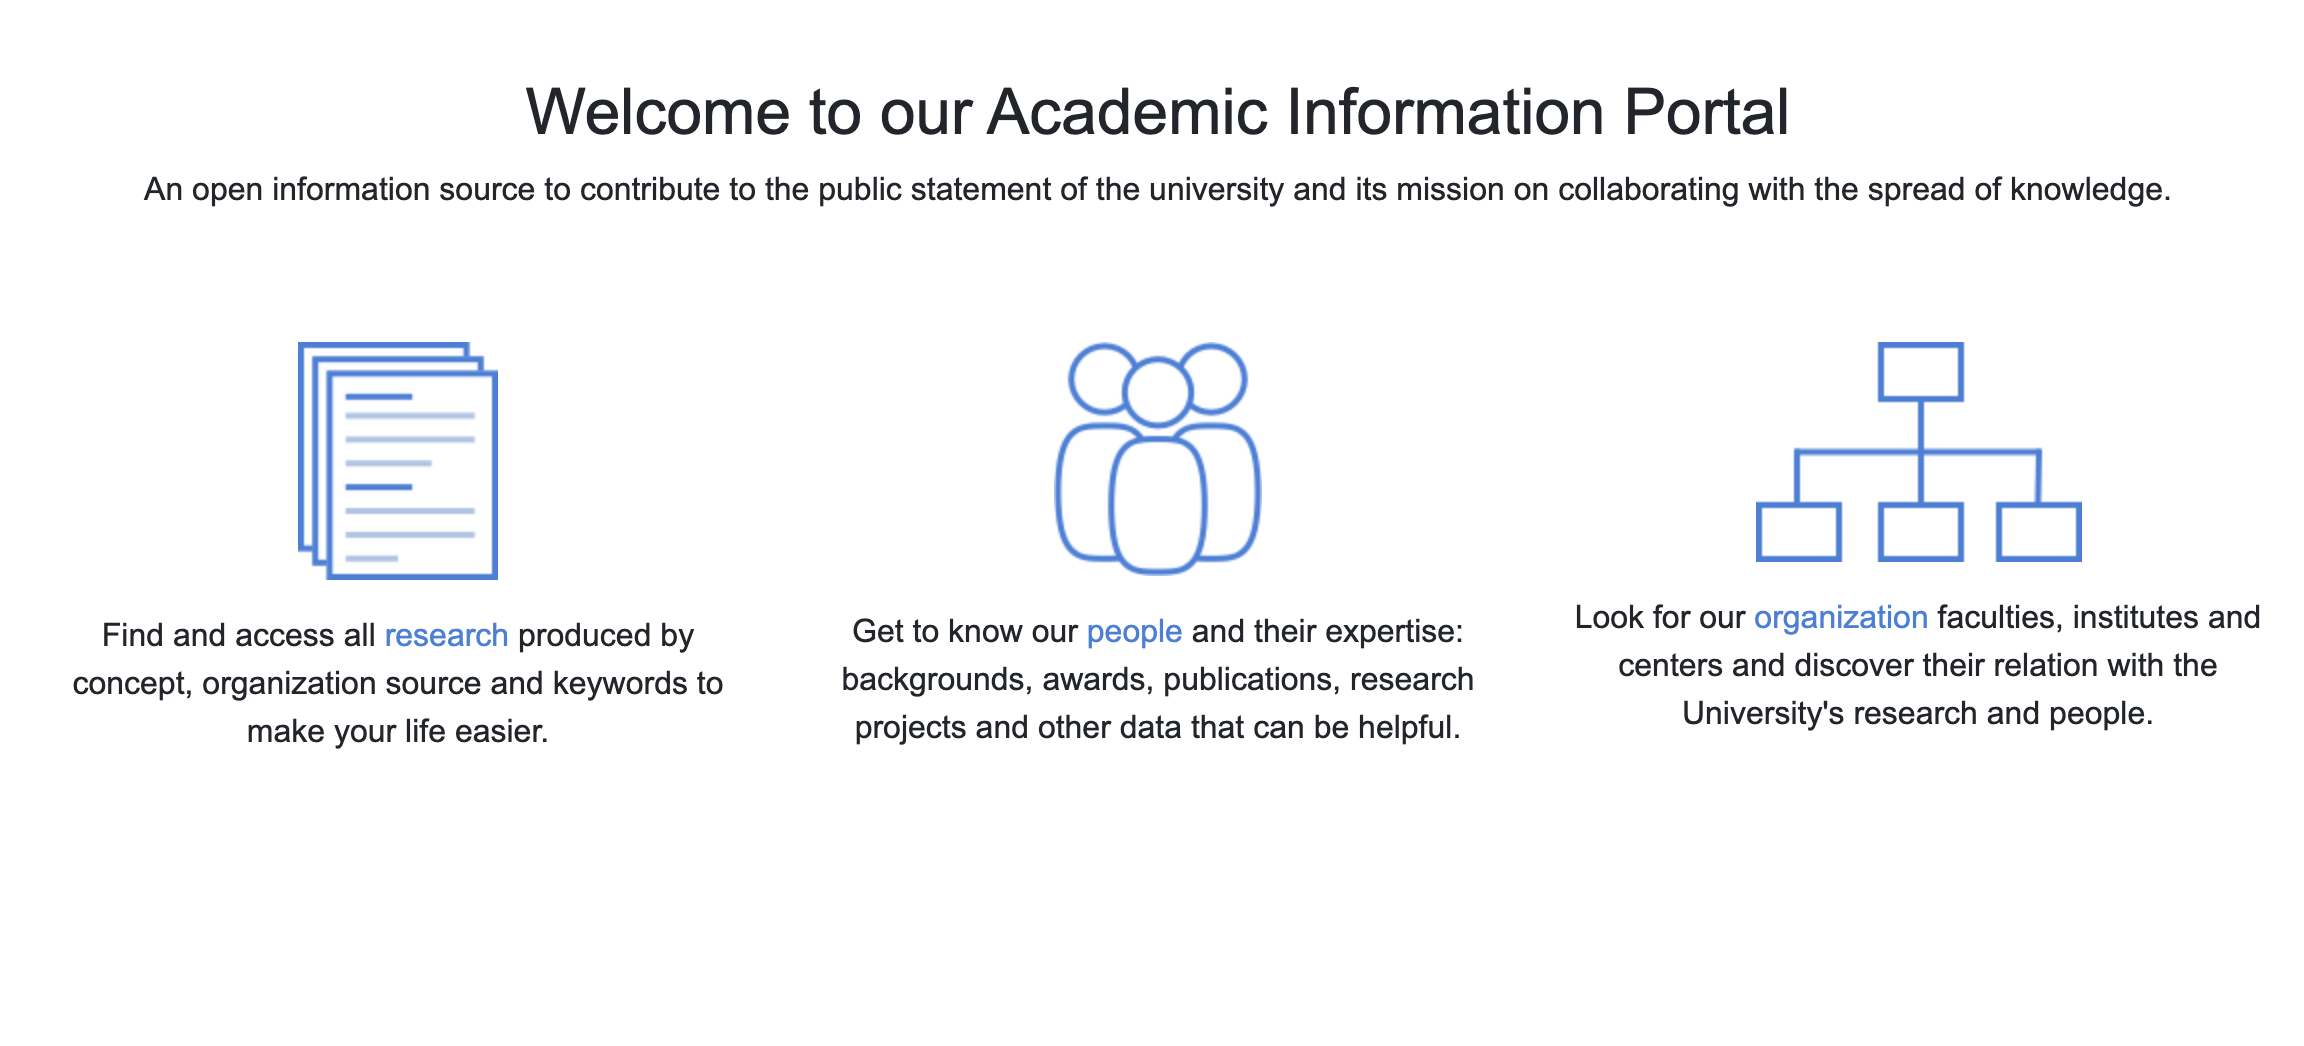 Welcome to our Academic Information Portal
An open information source to contribute to the public statement of the university and its mission on collaborating with the spread of knowledge.
Find and access all research produced by
concept, organization source and keywords to
make your life easier.
Get to know our people and their expertise:
backgrounds, awards, publications, research
projects and other data that can be helpful.
Look for our organization faculties, institutes and
centers and discover their relation with the
University's research and people.